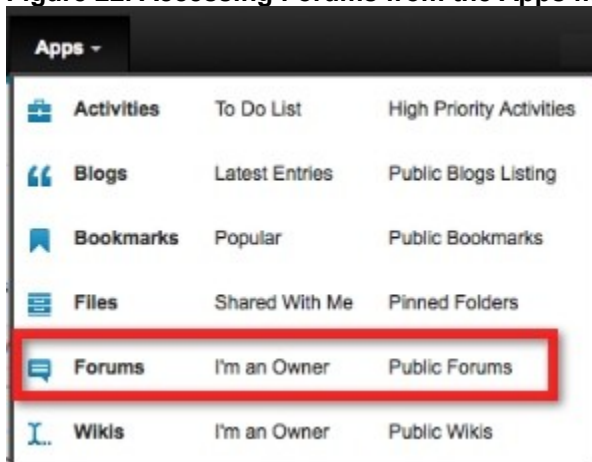 Apps
Activities To Do List High Priority Activities
Blogs Latest Entries Public Blogs Listing
Bookmarks Popular Public Bookmarks
Files Shared With Me Pinned Folders
Forums I'm an Owner Public Forums
Wikis I'm an Owner Public Wikis